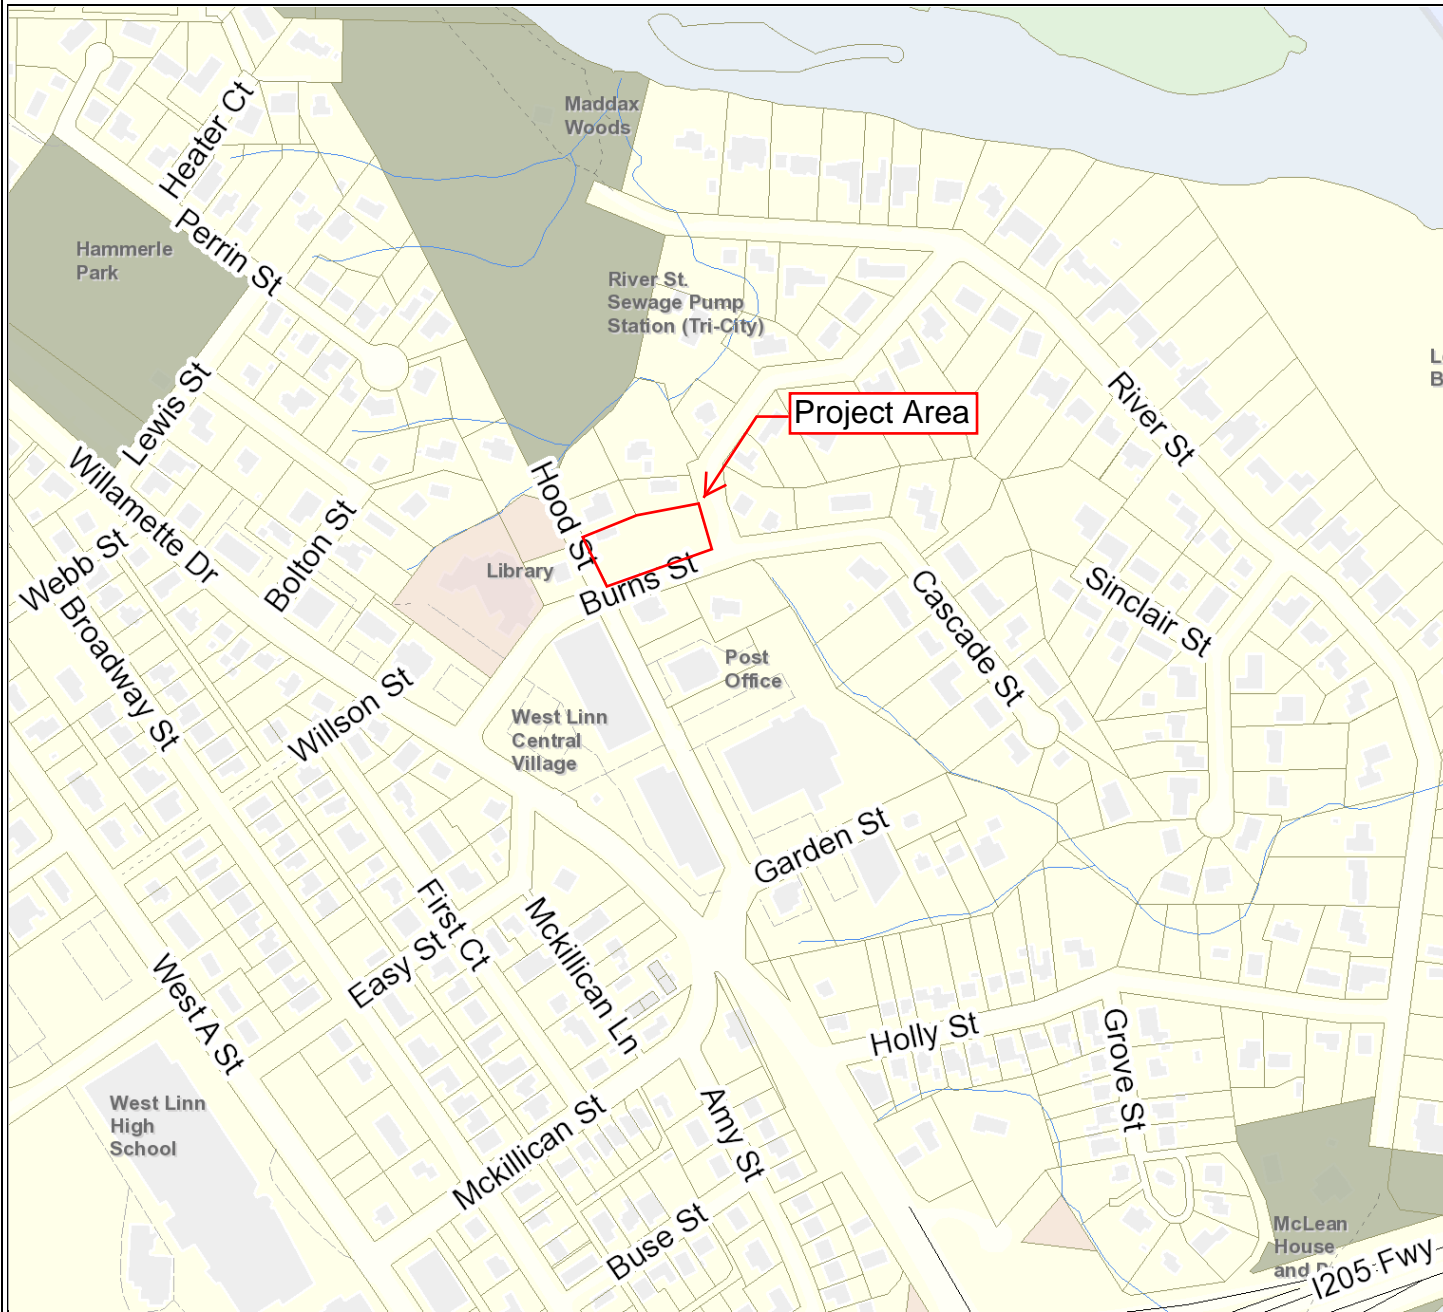 Maddax
Woods
Heater Ct
Hammerle
Park
Perrin St
River St.
Sewage Pump
Station (Tri-City)
Project Area
River St
Lewis St
Willamette Dr
Hood St
Bolton St
Webb St
Library
Burns St
Cascade St
Sinclair St
Broadway St
Post
Office
Willson St
West Linn
Central
Village
Garden St
First Ct
Mckillican Ln
Easy St
West A St
Holly St
Grove St
West Linn
High
School
Mckillican St
Amy St
Buse St
McLean
House
and
I205 Fwy